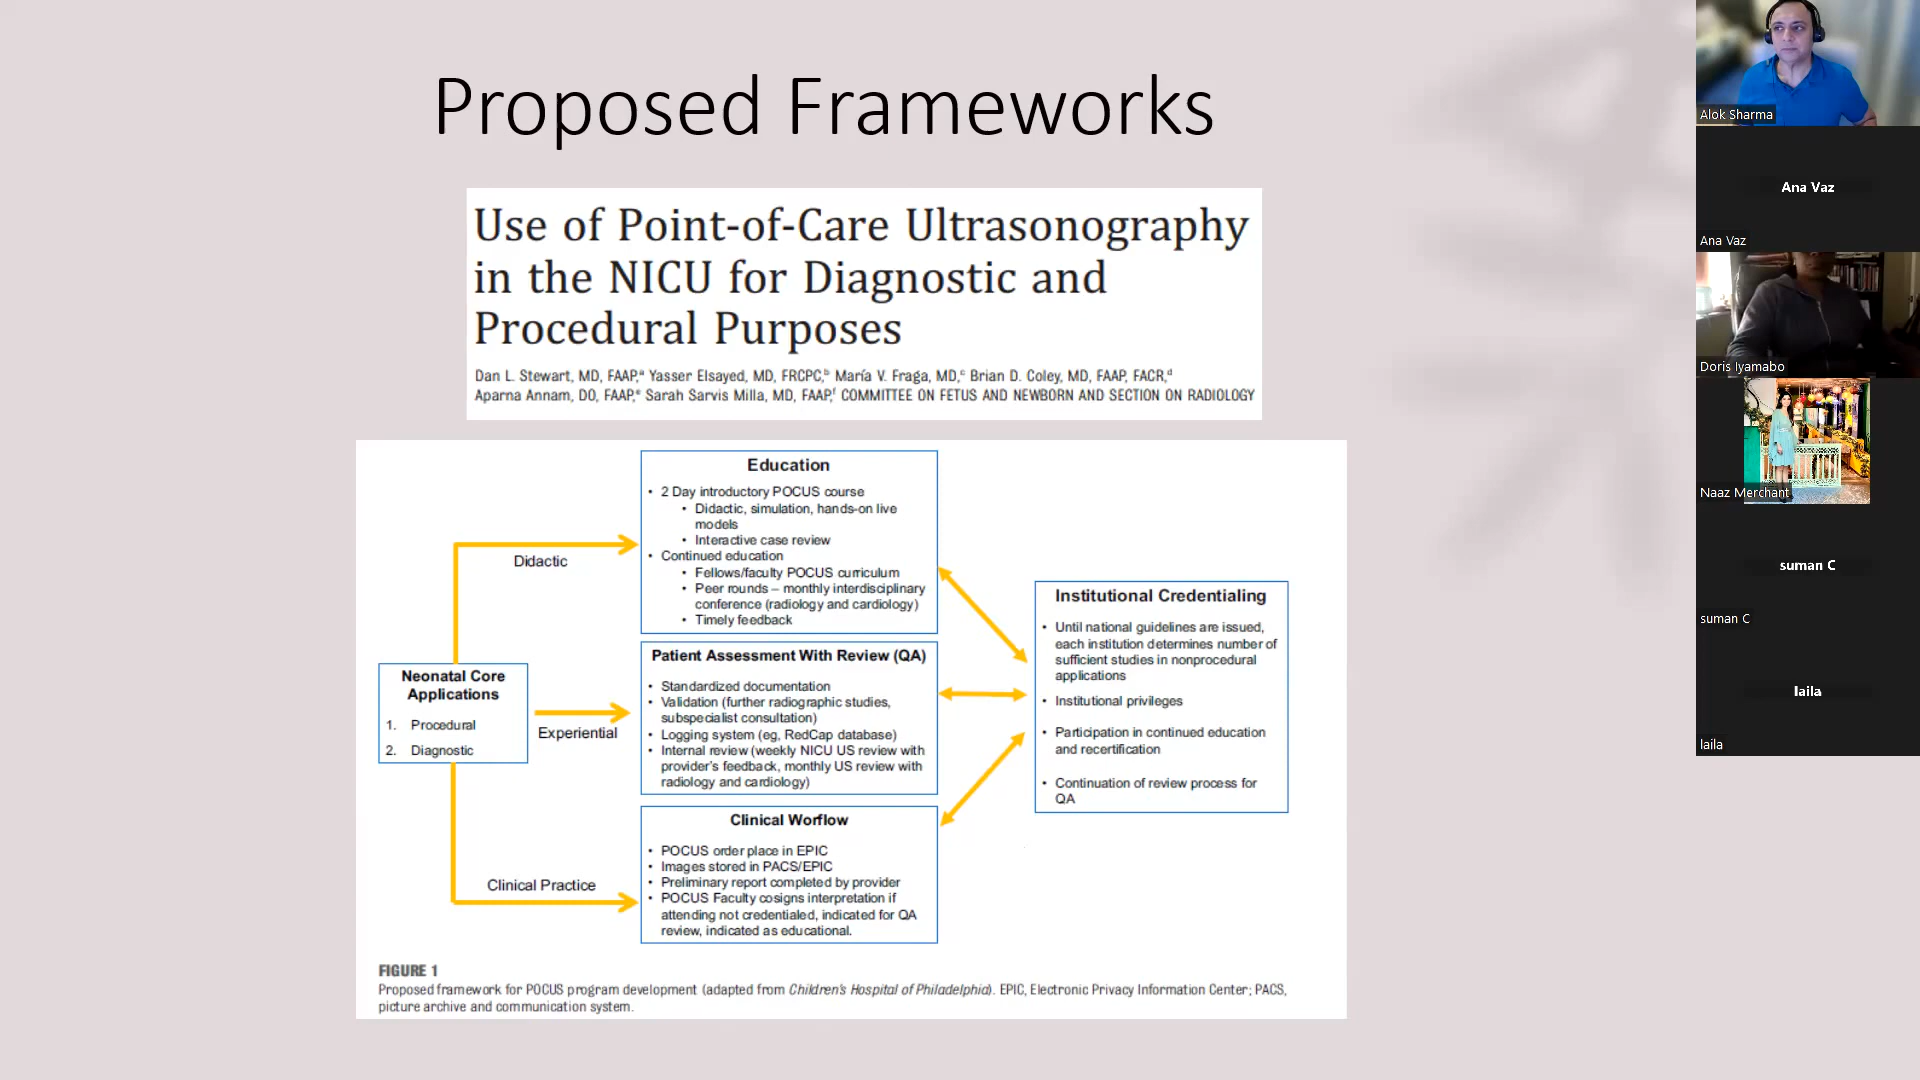 Proposed Frameworks
Use of Point-of-Care Ultrasonography
in the NICU for Diagnostic and
Procedural Purposes
Dan L. Stewart, MD, FAAP,ᵃ Yasser Elsayed, MD, FRCPC,ᵇ María V. Fraga, MD,ᶜ Brian D. Coley, MD, FAAP, FACR,ᵈ
Aparna Annam, DO, FAAP,ᵉ Sarah Sarvis Milla, MD, FAAP,ᶠ COMMITTEE ON FETUS AND NEWBORN AND SECTION ON RADIOLOGY
Neonatal Core
Applications
1. Procedural
2. Diagnostic
Didactic
Experiential
Clinical Practice
Education
• 2 Day introductory POCUS course
• Didactic, simulation, hands-on live
models
• Interactive case review
• Continued education
• Fellows/faculty POCUS curriculum
• Peer rounds – monthly interdisciplinary
conference (radiology and cardiology)
• Timely feedback
Patient Assessment With Review (QA)
• Standardized documentation
• Validation (further radiographic studies,
subspecialist consultation)
• Logging system (eg, RedCap database)
• Internal review (weekly NICU US review with
provider's feedback, monthly US review with
radiology and cardiology)
Clinical Worflow
• POCUS order place in EPIC
• Images stored in PACS/EPIC
• Preliminary report completed by provider
• POCUS Faculty cosigns interpretation if
attending not credentialed, indicated for QA
review, indicated as educational.
Institutional Credentialing
• Until national guidelines are issued,
each institution determines number of
sufficient studies in nonprocedural
applications
• Institutional privileges
• Participation in continued education
and recertification
• Continuation of review process for
QA
FIGURE 1
Proposed framework for POCUS program development (adapted from Children's Hospital of Philadelphia). EPIC, Electronic Privacy Information Center; PACS,
picture archive and communication system.
Alok Sharma
Ana Vaz
Ana Vaz
Doris Iyamabo
Naaz Merchant
suman C
suman C
laila
laila